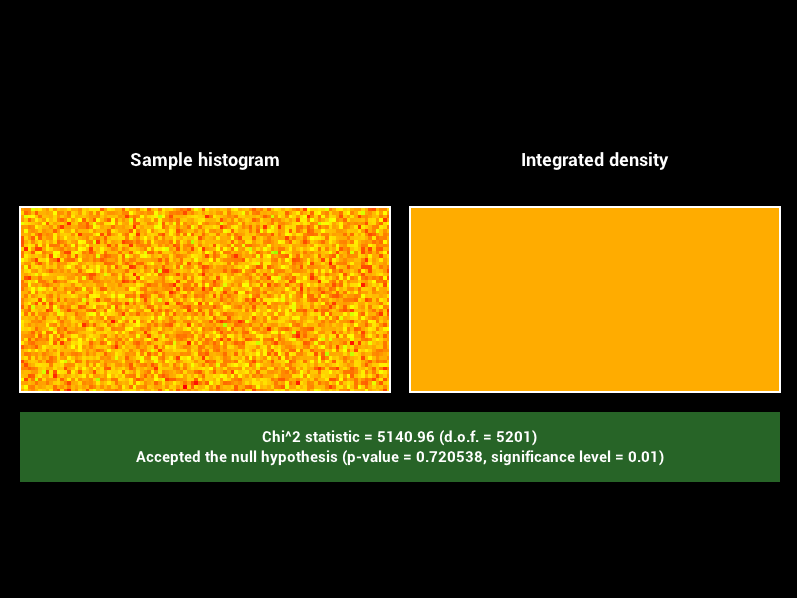 Sample histogram
Integrated density
Chi^2 statistic = 5140.96 (d.o.f. = 5201)
Accepted the null hypothesis (p-value = 0.720538, significance level = 0.01)